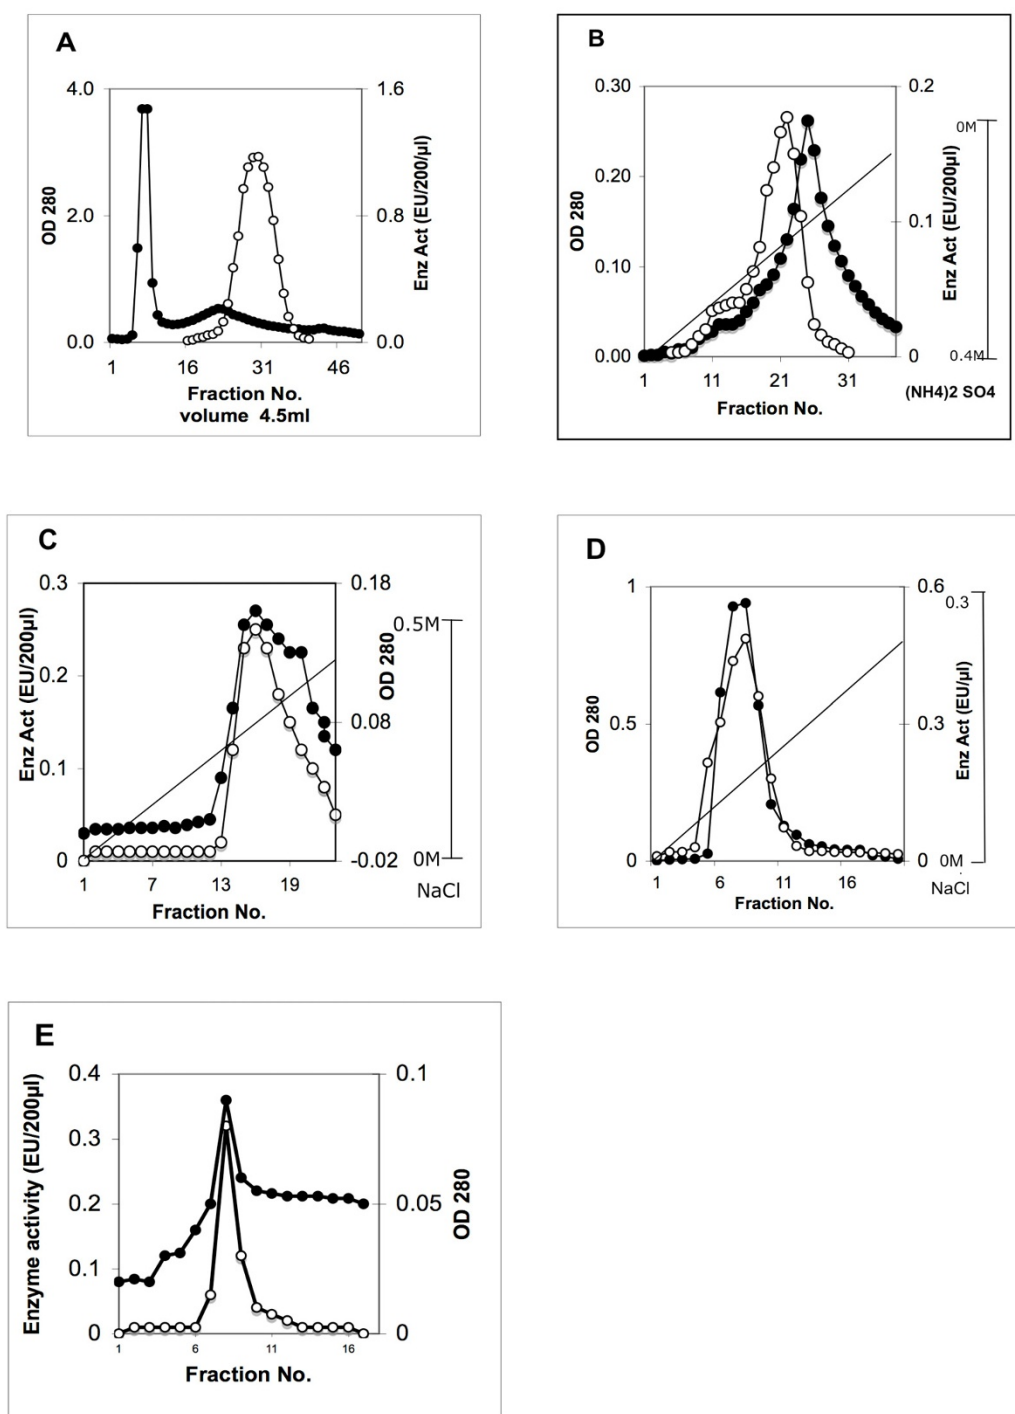 A
4.0
2.0
0.0
OD 280
1.6
0.8
0.0
Enz Act (EU/200/µl)
1 16 31 46
Fraction No.
volume 4.5ml
B
0.30
0.20
0.10
0.00
OD 280
0.2
0.1
0
Enz Act (EU/200µl)
0M
0.4M
1 11 21 31
(NH4)2 SO4
Fraction No.
C
0.3
0.2
0.1
0
Enz Act (EU/200µl)
0.18
0.08
-0.02
OD 280
0.5M
0M
1 7 13 19
NaCl
Fraction No.
D
1
0.5
0
OD 280
0.6
0.3
0
Enz Act (EU/µl)
0.3
0M
1 6 11 16
NaCl
Fraction No.
E
0.4
0.3
0.2
0.1
0
Enzyme activity (EU/200µl)
0.1
0.05
0
OD 280
1 6 11 16
Fraction No.